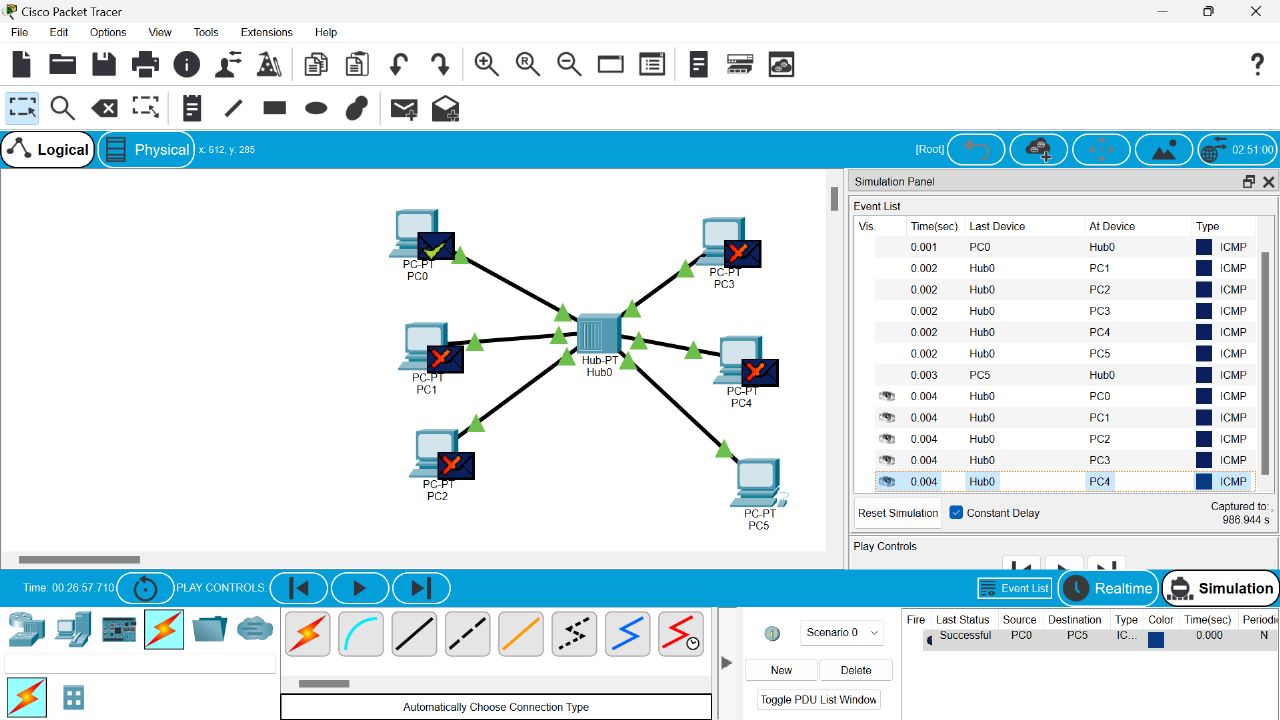 Cisco Packet Tracer
File Edit Options View Tools Extensions Help
Logical Physical x: 612, y: 285 [Root] 02:51:00
Simulation Panel
Event List
Vis. Time(sec) Last Device At Device Type
0.001 PC0 Hub0 ICMP
0.002 Hub0 PC1 ICMP
0.002 Hub0 PC2 ICMP
0.002 Hub0 PC3 ICMP
0.002 Hub0 PC4 ICMP
0.002 Hub0 PC5 ICMP
0.003 PC5 Hub0 ICMP
0.004 Hub0 PC0 ICMP
0.004 Hub0 PC1 ICMP
0.004 Hub0 PC2 ICMP
0.004 Hub0 PC3 ICMP
0.004 Hub0 PC4 ICMP
Reset Simulation Constant Delay Captured to:
986.944 s
Play Controls
PC-PT
PC0
PC-PT
PC3
PC-PT
PC1
Hub-PT
Hub0
PC-PT
PC4
PC-PT
PC2
PC-PT
PC5
Time: 00:26:57.710 PLAY CONTROLS: Event List Realtime Simulation
Scenario 0
New Delete
Toggle PDU List Window
Fire Last Status Source Destination Type Color Time(sec) Periodic
Successful PC0 PC5 IC... 0.000 N
Automatically Choose Connection Type